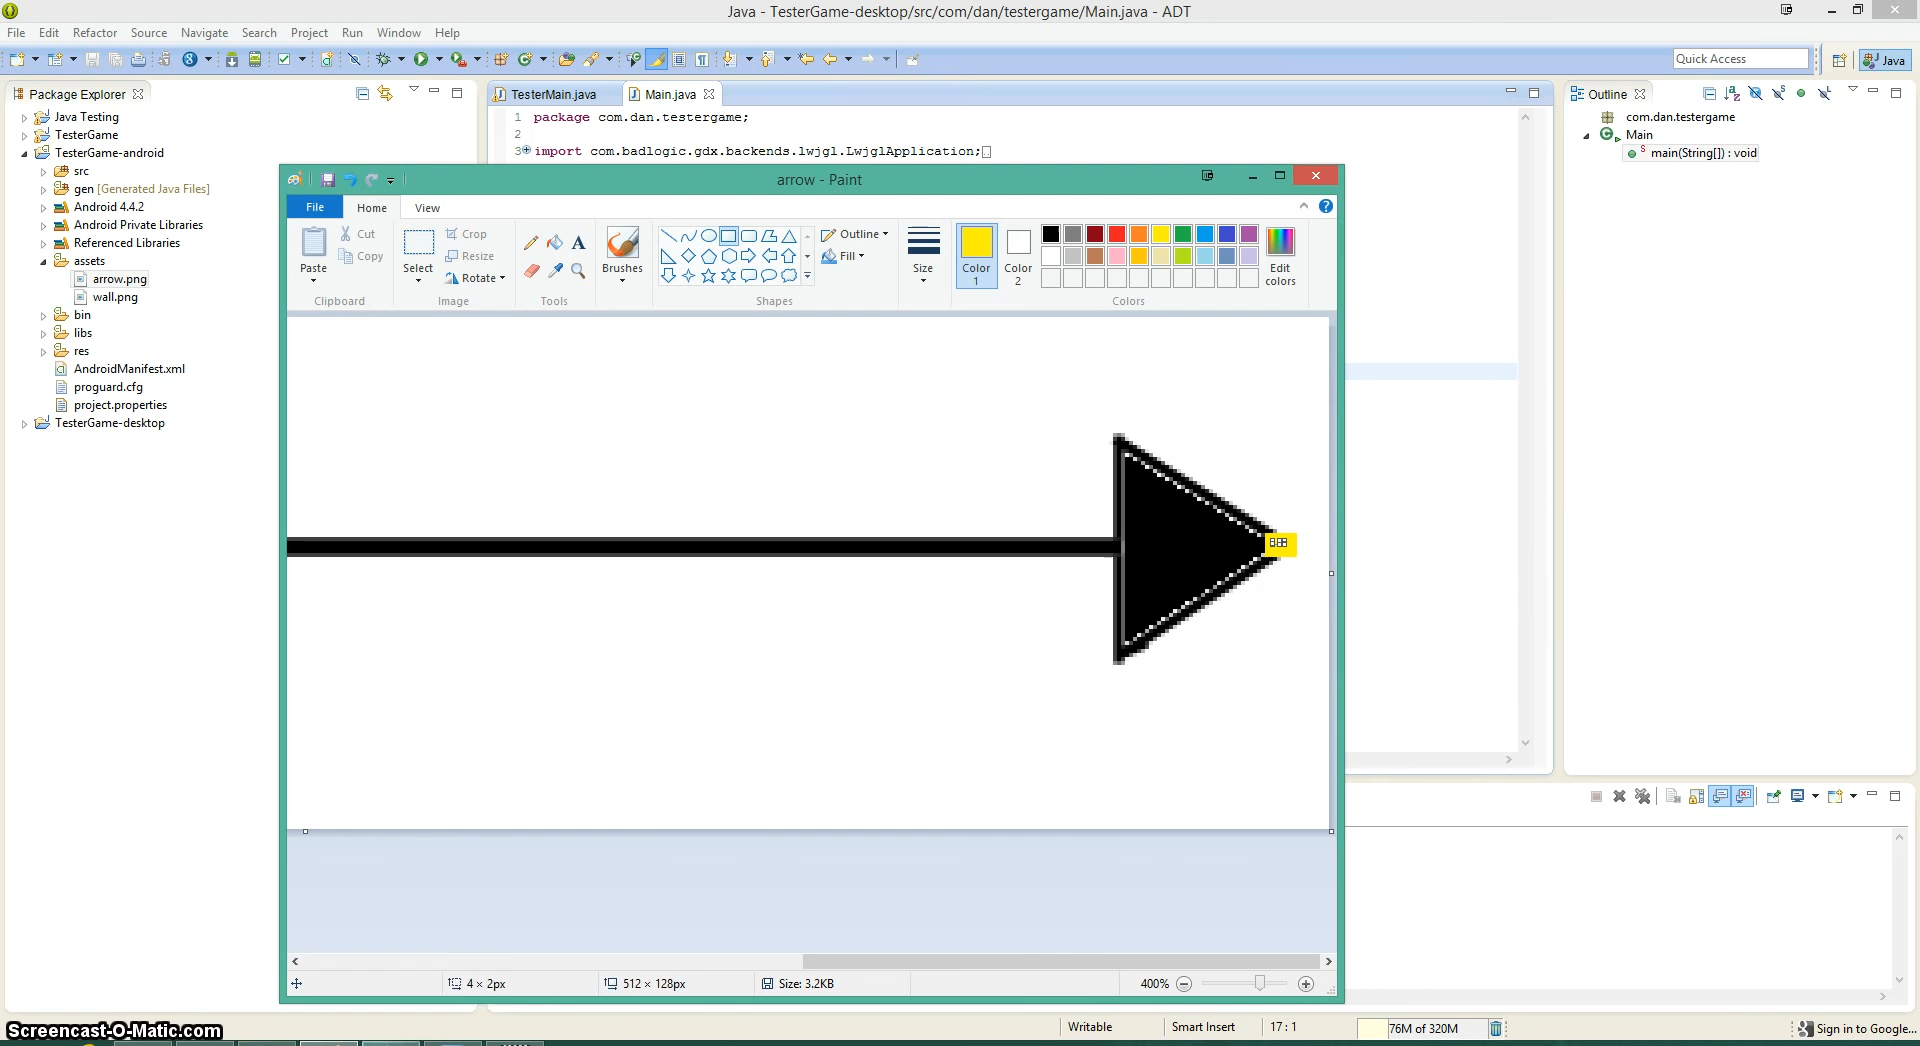 Java - TesterGame-desktop/src/com/dan/testergame/Main.java - ADT
File Edit Refactor Source Navigate Search Project Run Window Help
Quick Access
Java
Package Explorer
Java Testing
TesterGame
TesterGame-android
src
gen [Generated Java Files]
Android 4.4.2
Android Private Libraries
Referenced Libraries
assets
arrow.png
wall.png
bin
libs
res
AndroidManifest.xml
proguard.cfg
project.properties
TesterGame-desktop
TesterMain.java
Main.java
1 package com.dan.testergame;
2
3 import com.badlogic.gdx.backends.lwjgl.LwjglApplication;
Outline
com.dan.testergame
Main
main(String[]) : void
arrow - Paint
File Home View
Paste
Cut
Copy
Clipboard
Select
Crop
Resize
Rotate
Image
Tools
Brushes
Shapes
Outline
Fill
Size
Color 1
Color 2
Edit colors
Colors
4 × 2px
512 × 128px
Size: 3.2KB
400%
Writable
Smart Insert
17 : 1
76M of 320M
Sign in to Google...
Screencast-O-Matic.com